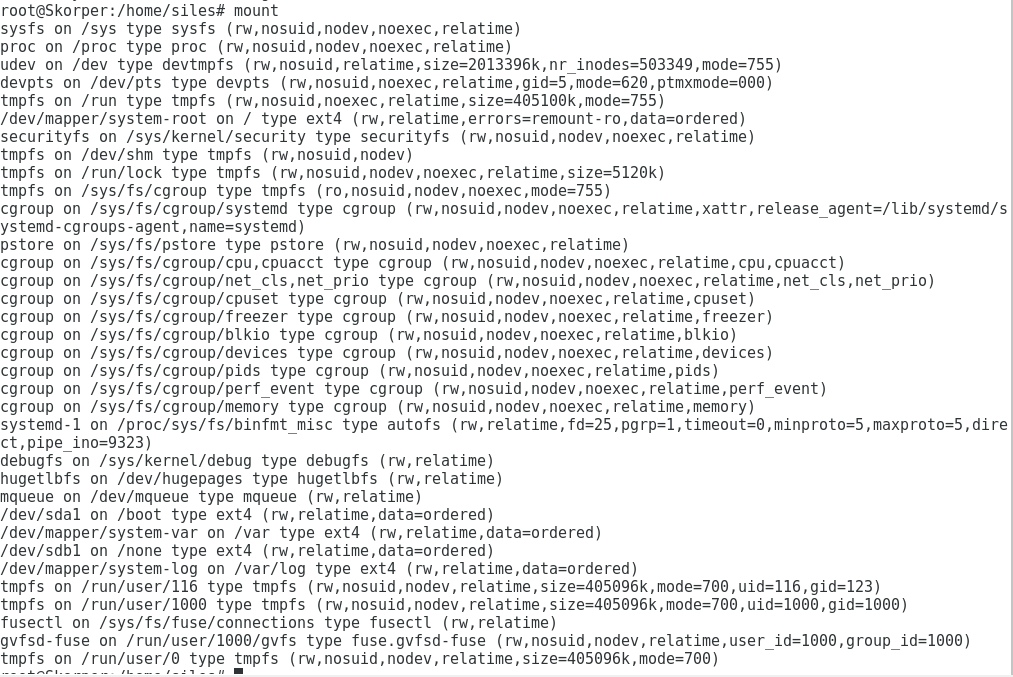 root@Skorper:/home/siles# mount
sysfs on /sys type sysfs (rw,nosuid,nodev,noexec,relatime)
proc on /proc type proc (rw,nosuid,nodev,noexec,relatime)
udev on /dev type devtmpfs (rw,nosuid,relatime,size=2013396k,nr_inodes=503349,mode=755)
devpts on /dev/pts type devpts (rw,nosuid,noexec,relatime,gid=5,mode=620,ptmxmode=000)
tmpfs on /run type tmpfs (rw,nosuid,noexec,relatime,size=405100k,mode=755)
/dev/mapper/system-root on / type ext4 (rw,relatime,errors=remount-ro,data=ordered)
securityfs on /sys/kernel/security type securityfs (rw,nosuid,nodev,noexec,relatime)
tmpfs on /dev/shm type tmpfs (rw,nosuid,nodev)
tmpfs on /run/lock type tmpfs (rw,nosuid,nodev,noexec,relatime,size=5120k)
tmpfs on /sys/fs/cgroup type tmpfs (ro,nosuid,nodev,noexec,mode=755)
cgroup on /sys/fs/cgroup/systemd type cgroup (rw,nosuid,nodev,noexec,relatime,xattr,release_agent=/lib/systemd/s
ystemd-cgroups-agent,name=systemd)
pstore on /sys/fs/pstore type pstore (rw,nosuid,nodev,noexec,relatime)
cgroup on /sys/fs/cgroup/cpu,cpuacct type cgroup (rw,nosuid,nodev,noexec,relatime,cpu,cpuacct)
cgroup on /sys/fs/cgroup/net_cls,net_prio type cgroup (rw,nosuid,nodev,noexec,relatime,net_cls,net_prio)
cgroup on /sys/fs/cgroup/cpuset type cgroup (rw,nosuid,nodev,noexec,relatime,cpuset)
cgroup on /sys/fs/cgroup/freezer type cgroup (rw,nosuid,nodev,noexec,relatime,freezer)
cgroup on /sys/fs/cgroup/blkio type cgroup (rw,nosuid,nodev,noexec,relatime,blkio)
cgroup on /sys/fs/cgroup/devices type cgroup (rw,nosuid,nodev,noexec,relatime,devices)
cgroup on /sys/fs/cgroup/pids type cgroup (rw,nosuid,nodev,noexec,relatime,pids)
cgroup on /sys/fs/cgroup/perf_event type cgroup (rw,nosuid,nodev,noexec,relatime,perf_event)
cgroup on /sys/fs/cgroup/memory type cgroup (rw,nosuid,nodev,noexec,relatime,memory)
systemd-1 on /proc/sys/fs/binfmt_misc type autofs (rw,relatime,fd=25,pgrp=1,timeout=0,minproto=5,maxproto=5,dire
ct,pipe_ino=9323)
debugfs on /sys/kernel/debug type debugfs (rw,relatime)
hugetlbfs on /dev/hugepages type hugetlbfs (rw,relatime)
mqueue on /dev/mqueue type mqueue (rw,relatime)
/dev/sda1 on /boot type ext4 (rw,relatime,data=ordered)
/dev/mapper/system-var on /var type ext4 (rw,relatime,data=ordered)
/dev/sdb1 on /none type ext4 (rw,relatime,data=ordered)
/dev/mapper/system-log on /var/log type ext4 (rw,relatime,data=ordered)
tmpfs on /run/user/116 type tmpfs (rw,nosuid,nodev,relatime,size=405096k,mode=700,uid=116,gid=123)
tmpfs on /run/user/1000 type tmpfs (rw,nosuid,nodev,relatime,size=405096k,mode=700,uid=1000,gid=1000)
fusectl on /sys/fs/fuse/connections type fusectl (rw,relatime)
gvfsd-fuse on /run/user/1000/gvfs type fuse.gvfsd-fuse (rw,nosuid,nodev,relatime,user_id=1000,group_id=1000)
tmpfs on /run/user/0 type tmpfs (rw,nosuid,nodev,relatime,size=405096k,mode=700)
root@Skorper:/home/siles#